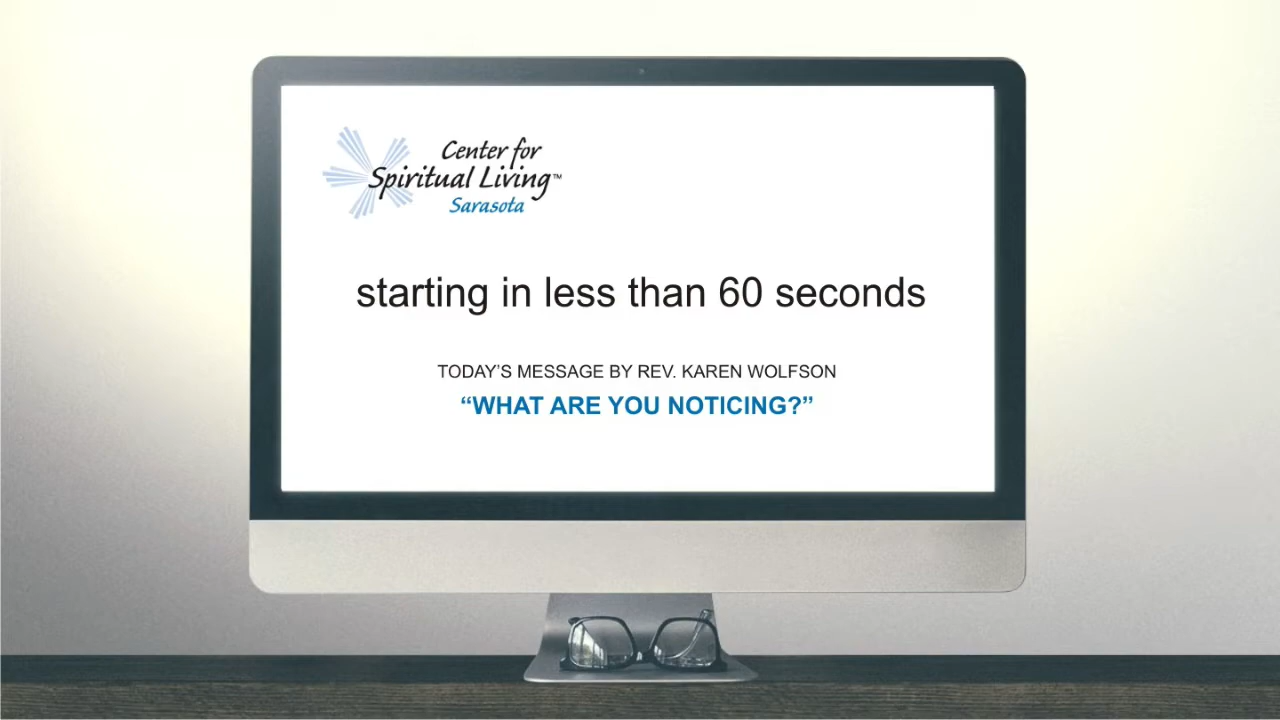 Center for
Spiritual Living™
Sarasota
starting in less than 60 seconds
TODAY’S MESSAGE BY REV. KAREN WOLFSON
“WHAT ARE YOU NOTICING?”